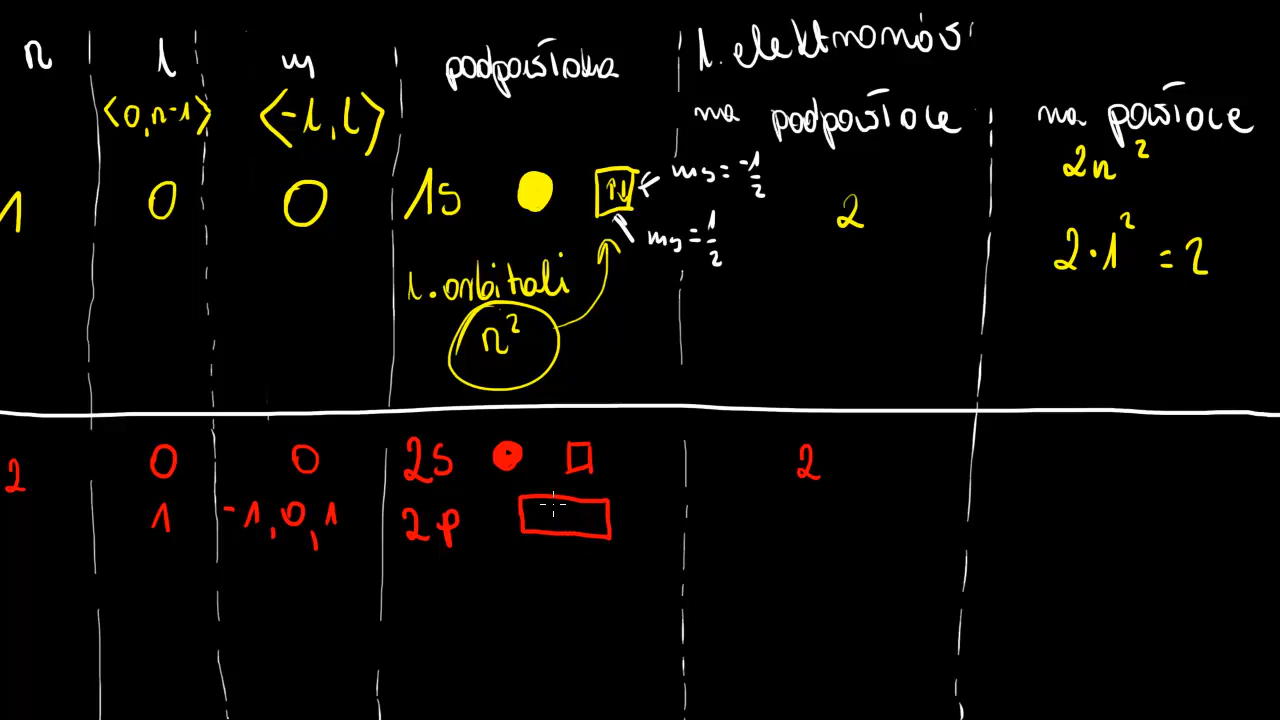 n l m podpowłoka l. elektronów
<0,n-1> <-l, l> na podpowłoce na powłoce
2n²
1 0 0 1s ↑↓ ms = -1/2 2
ms = 1/2 2·1² = 2
l. orbitali
n²
2 0 0 2s 2
1 -1, 0, 1 2p